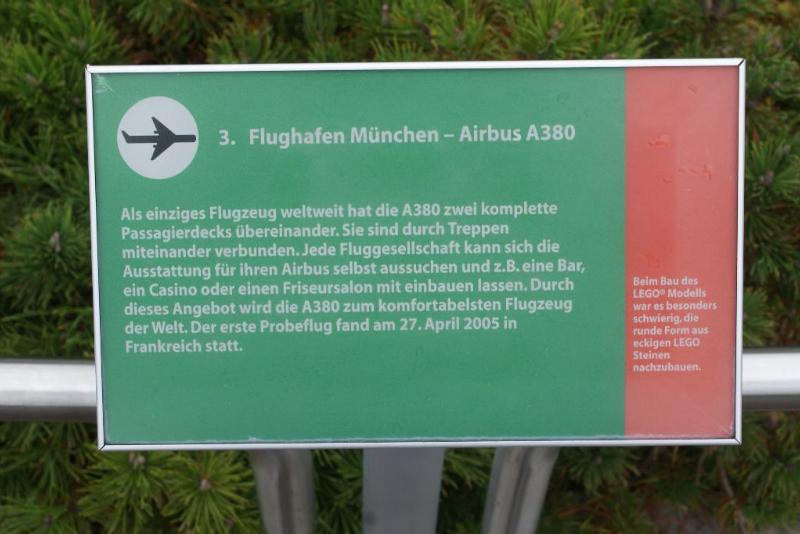 3. Flughafen München – Airbus A380
Als einziges Flugzeug weltweit hat die A380 zwei komplette
Passagierdecks übereinander. Sie sind durch Treppen
miteinander verbunden. Jede Fluggesellschaft kann sich die
Ausstattung für ihren Airbus selbst aussuchen und z.B. eine Bar,
ein Casino oder einen Friseursalon mit einbauen lassen. Durch
dieses Angebot wird die A380 zum komfortabelsten Flugzeug
der Welt. Der erste Probeflug fand am 27. April 2005 in
Frankreich statt.
Beim Bau des
LEGO® Modells
war es besonders
schwierig, die
runde Form aus
eckigen LEGO
Steinen
nachzubauen.